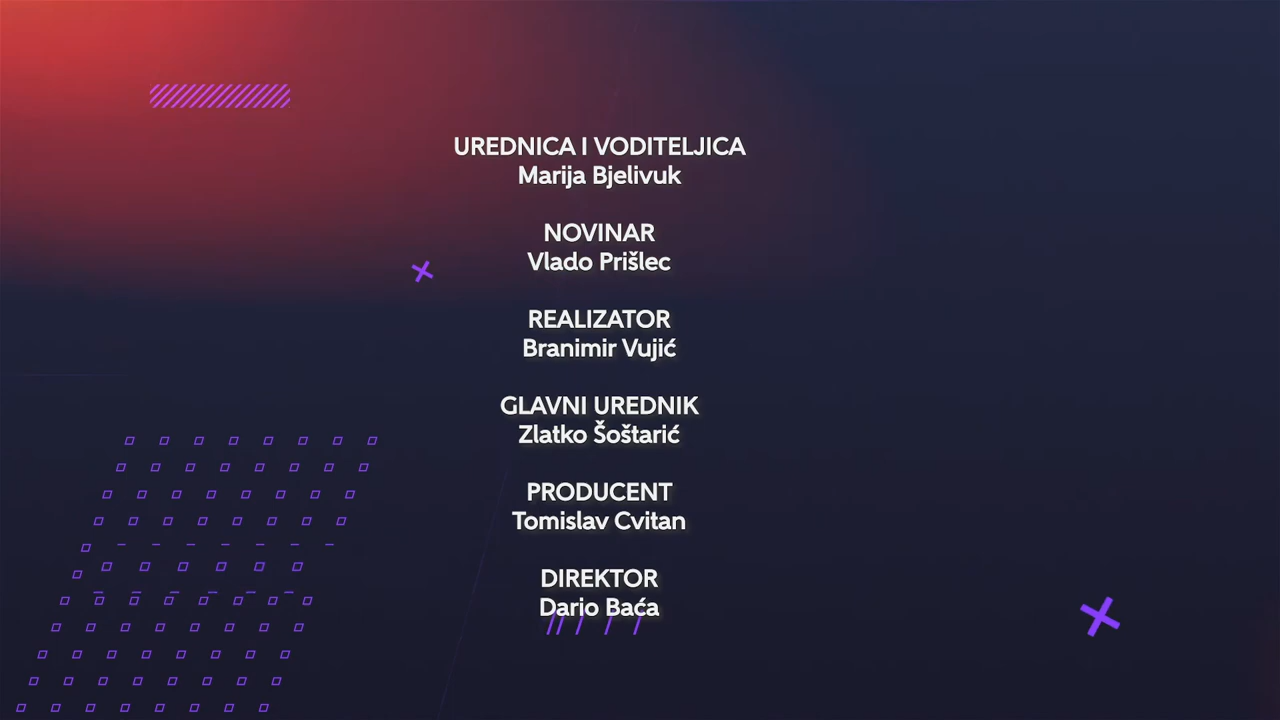 UREDNICA I VODITELJICA
Marija Bjelivuk
NOVINAR
Vlado Prišlec
REALIZATOR
Branimir Vujić
GLAVNI UREDNIK
Zlatko Šoštarić
PRODUCENT
Tomislav Cvitan
DIREKTOR
Dario Baća